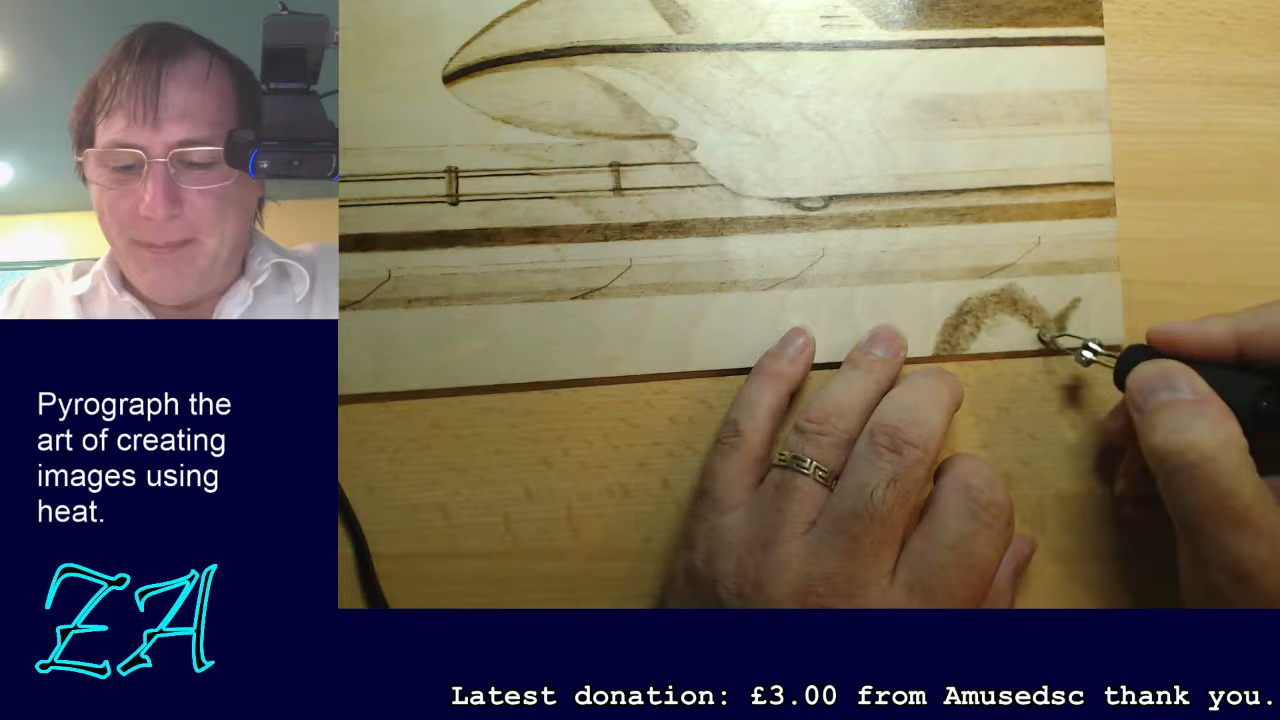 Pyrograph the
art of creating
images using
heat.
ZA
Latest donation: £3.00 from Amusedsc thank you.